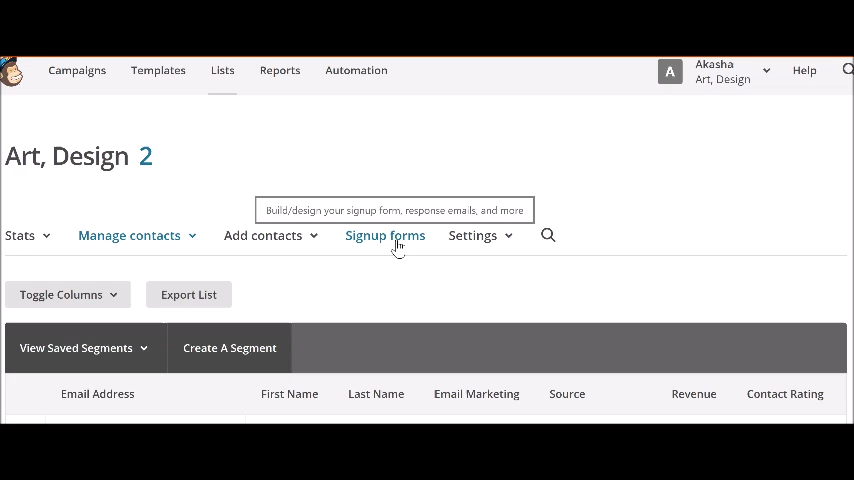 Campaigns Templates Lists Reports Automation A Akasha Help
Art, Design
Art, Design 2
Build/design your signup form, response emails, and more
Stats Manage contacts Add contacts Signup forms Settings
Toggle Columns Export List
View Saved Segments Create A Segment
Email Address First Name Last Name Email Marketing Source Revenue Contact Rating